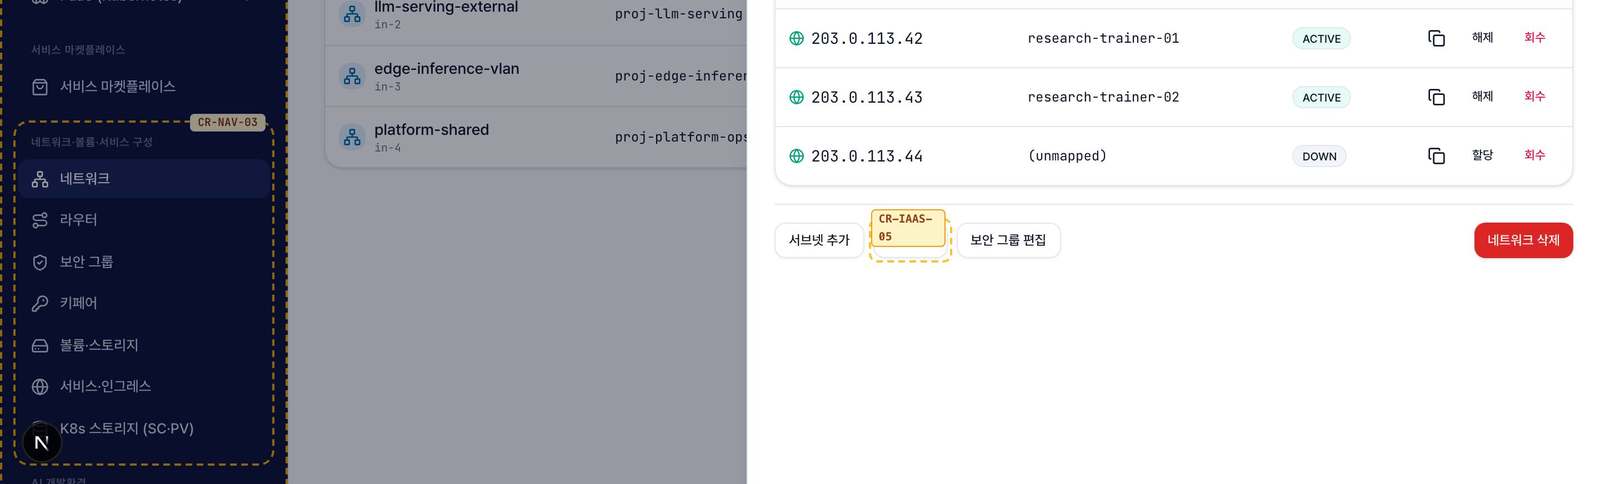 서비스 마켓플레이스
서비스 마켓플레이스
CR-NAV-03
네트워크·볼륨·서비스 구성
네트워크
라우터
보안 그룹
키페어
볼륨·스토리지
서비스·인그레스
K8s 스토리지 (SC·PV)
N
llm-serving-external
in-2
proj-llm-serving
edge-inference-vlan
in-3
proj-edge-inferen
platform-shared
in-4
proj-platform-ops
203.0.113.42 research-trainer-01 ACTIVE 해제 회수
203.0.113.43 research-trainer-02 ACTIVE 해제 회수
203.0.113.44 (unmapped) DOWN 할당 회수
서브넷 추가
CR-IAAS-
05
보안 그룹 편집
네트워크 삭제